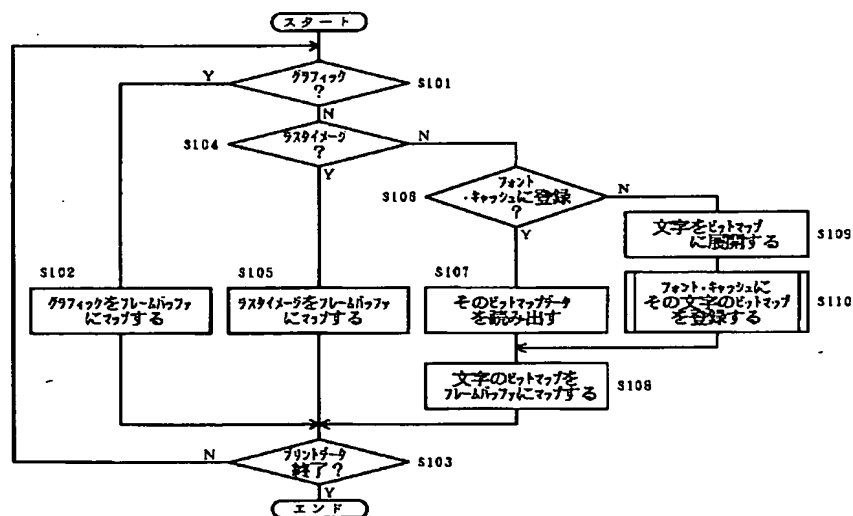 スタート
Y
グラフィック
?
S101
N
S104
ラスタイメージ
?
N
Y
S106
フォント
・キャッシュに登録
?
N
Y
文字をビットマップ
に展開する
S109
S102
グラフィックをフレームバッファ
にマップする
S105
ラスタイメージをフレームバッファ
にマップする
S107
そのビットマップデータ
を読み出す
フォント・キャッシュに
その文字のビットマップ
を登録する
S110
文字のビットマップを
フレームバッファにマップする
S108
N
プリントデータ
終了?
S103
Y
エンド